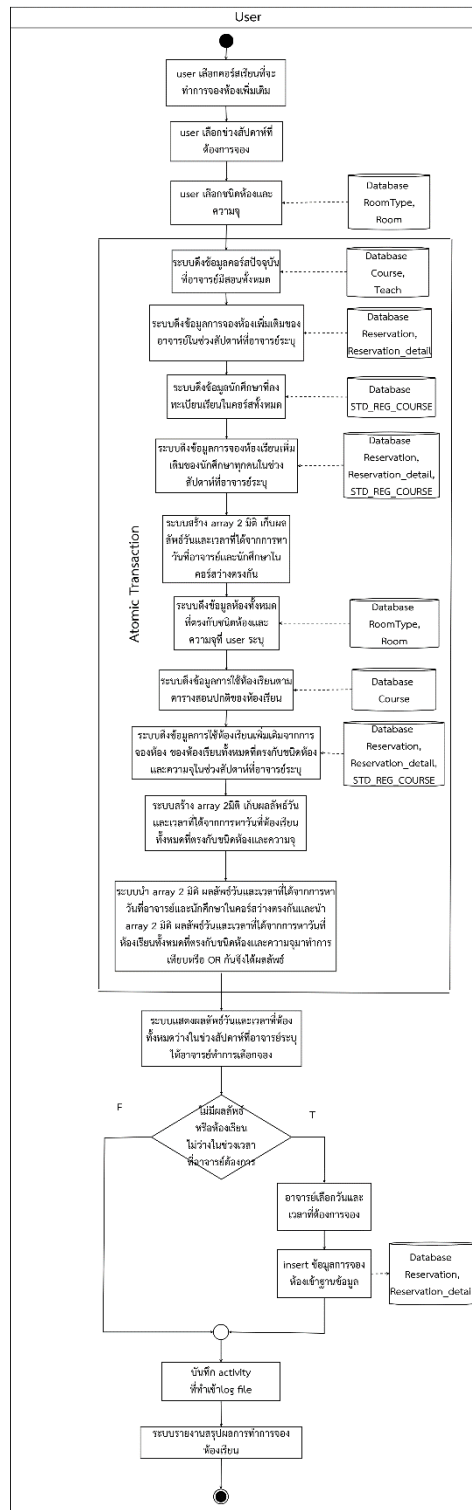 User
user เลือกคอร์สเรียนที่จะ
ทำการจองห้องเพิ่มเติม
user เลือกช่วงสัปดาห์ที่
ต้องการจอง
user เลือกชนิดห้องและ
ความจุ
Database
RoomType,
Room
Atomic Transaction
ระบบดึงข้อมูลคอร์สปัจจุบัน
ที่อาจารย์มีสอนทั้งหมด
Database
Course,
Teach
ระบบดึงข้อมูลการจองห้องเพิ่มเติมของ
อาจารย์ในช่วงสัปดาห์ที่อาจารย์ระบุ
Database
Reservation,
Reservation_detail
ระบบดึงข้อมูลนักศึกษาที่ลง
ทะเบียนเรียนในคอร์สทั้งหมด
Database
STD_REG_COURSE
ระบบดึงข้อมูลการจองห้องเรียนเพิ่ม
เติมของนักศึกษาทุกคนในช่วง
สัปดาห์ที่อาจารย์ระบุ
Database
Reservation,
Reservation_detail,
STD_REG_COURSE
ระบบสร้าง array 2 มิติ เก็บผล
ลัพธ์วันและเวลาที่ได้จากการหา
วันที่อาจารย์และนักศึกษาใน
คอร์สว่างตรงกัน
ระบบดึงข้อมูลห้องทั้งหมด
ที่ตรงกับชนิดห้องและ
ความจุที่ user ระบุ
Database
RoomType,
Room
ระบบดึงข้อมูลการใช้ห้องเรียนตาม
ตารางสอนปกติของห้องเรียน
Database
Course
ระบบดึงข้อมูลการใช้ห้องเรียนเพิ่มเติมจากการ
จองห้อง ของห้องเรียนทั้งหมดที่ตรงกับชนิดห้อง
และความจุในช่วงสัปดาห์ที่อาจารย์ระบุ
Database
Reservation,
Reservation_detail,
STD_REG_COURSE
ระบบสร้าง array 2มิติ เก็บผลลัพธ์วัน
และเวลาที่ได้จากการหาวันที่ห้องเรียน
ทั้งหมดที่ตรงกับชนิดห้องและความจุ
ระบบนำ array 2 มิติ ผลลัพธ์วันและเวลาที่ได้จากการหา
วันที่อาจารย์และนักศึกษาในคอร์สว่างตรงกันและนำ
array 2 มิติ ผลลัพธ์วันและเวลาที่ได้จากการหาวันที่
ห้องเรียนทั้งหมดที่ตรงกับชนิดห้องและความจุมาทำการ
เทียบหรือ OR กันจึงได้ผลลัพธ์
ระบบแสดงผลลัพธ์วันและเวลาที่ห้อง
ทั้งหมดว่างในช่วงสัปดาห์ที่อาจารย์ระบุ
ให้อาจารย์ทำการเลือกจอง
F
ไม่มีผลลัพธ์
หรือห้องเรียน
ไม่ว่างในช่วงเวลา
ที่อาจารย์ต้องการ
T
อาจารย์เลือกวันและ
เวลาที่ต้องการจอง
insert ข้อมูลการจอง
ห้องเข้าฐานข้อมูล
Database
Reservation,
Reservation_detail
บันทึก activity
ที่ทำเข้าlog file
ระบบรายงานสรุปผลการทำการจอง
ห้องเรียน